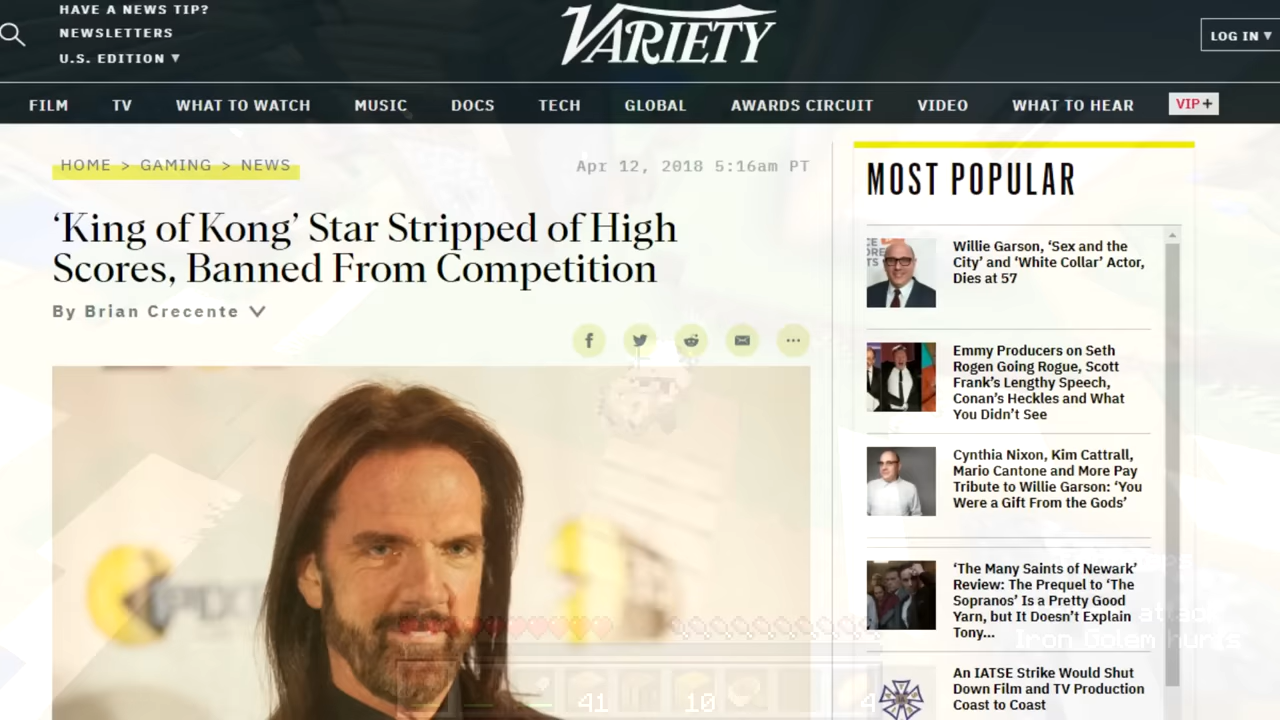 HAVE A NEWS TIP?
NEWSLETTERS
U.S. EDITION ▼
VARIETY
LOG IN ▼
FILM TV WHAT TO WATCH MUSIC DOCS TECH GLOBAL AWARDS CIRCUIT VIDEO WHAT TO HEAR VIP+
HOME > GAMING > NEWS
Apr 12, 2018 5:16am PT
‘King of Kong’ Star Stripped of High
Scores, Banned From Competition
By Brian Crecente
MOST POPULAR
Willie Garson, ‘Sex and the
City’ and ‘White Collar’ Actor,
Dies at 57
Emmy Producers on Seth
Rogen Going Rogue, Scott
Frank’s Lengthy Speech,
Conan’s Heckles and What
You Didn’t See
Cynthia Nixon, Kim Cattrall,
Mario Cantone and More Pay
Tribute to Willie Garson: ‘You
Were a Gift From the Gods’
‘The Many Saints of Newark’
Review: The Prequel to ‘The
Sopranos’ Is a Pretty Good
Yarn, but It Doesn’t Explain
Tony...
An IATSE Strike Would Shut
Down Film and TV Production
Coast to Coast
Iron Golem hurts
41 10 4